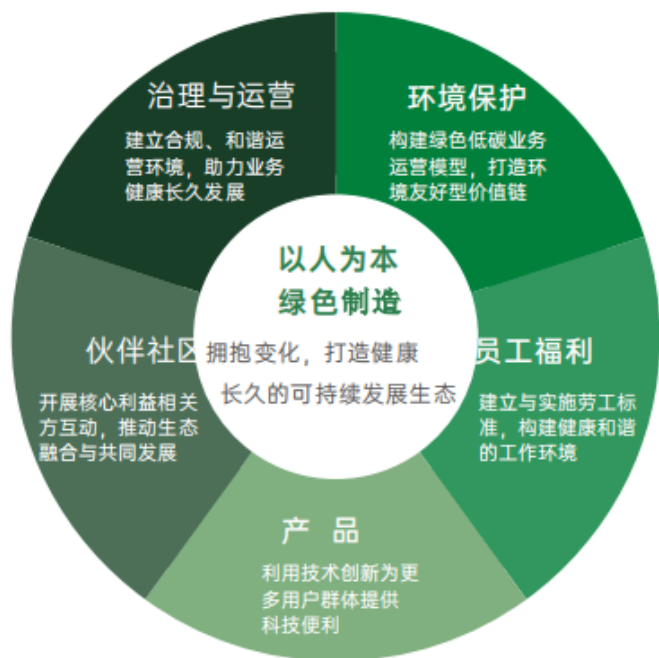 治理与运营
建立合规、和谐运
营环境，助力业务
健康长久发展
环境保护
构建绿色低碳业务
运营模型，打造环
境友好型价值链
以人为本
绿色制造
拥抱变化，打造健康
长久的可持续发展生态
伙伴社区
开展核心利益相关
方互动，推动生态
融合与共同发展
员工福利
建立与实施劳工标
准，构建健康和谐
的工作环境
产 品
利用技术创新为更
多用户群体提供
科技便利